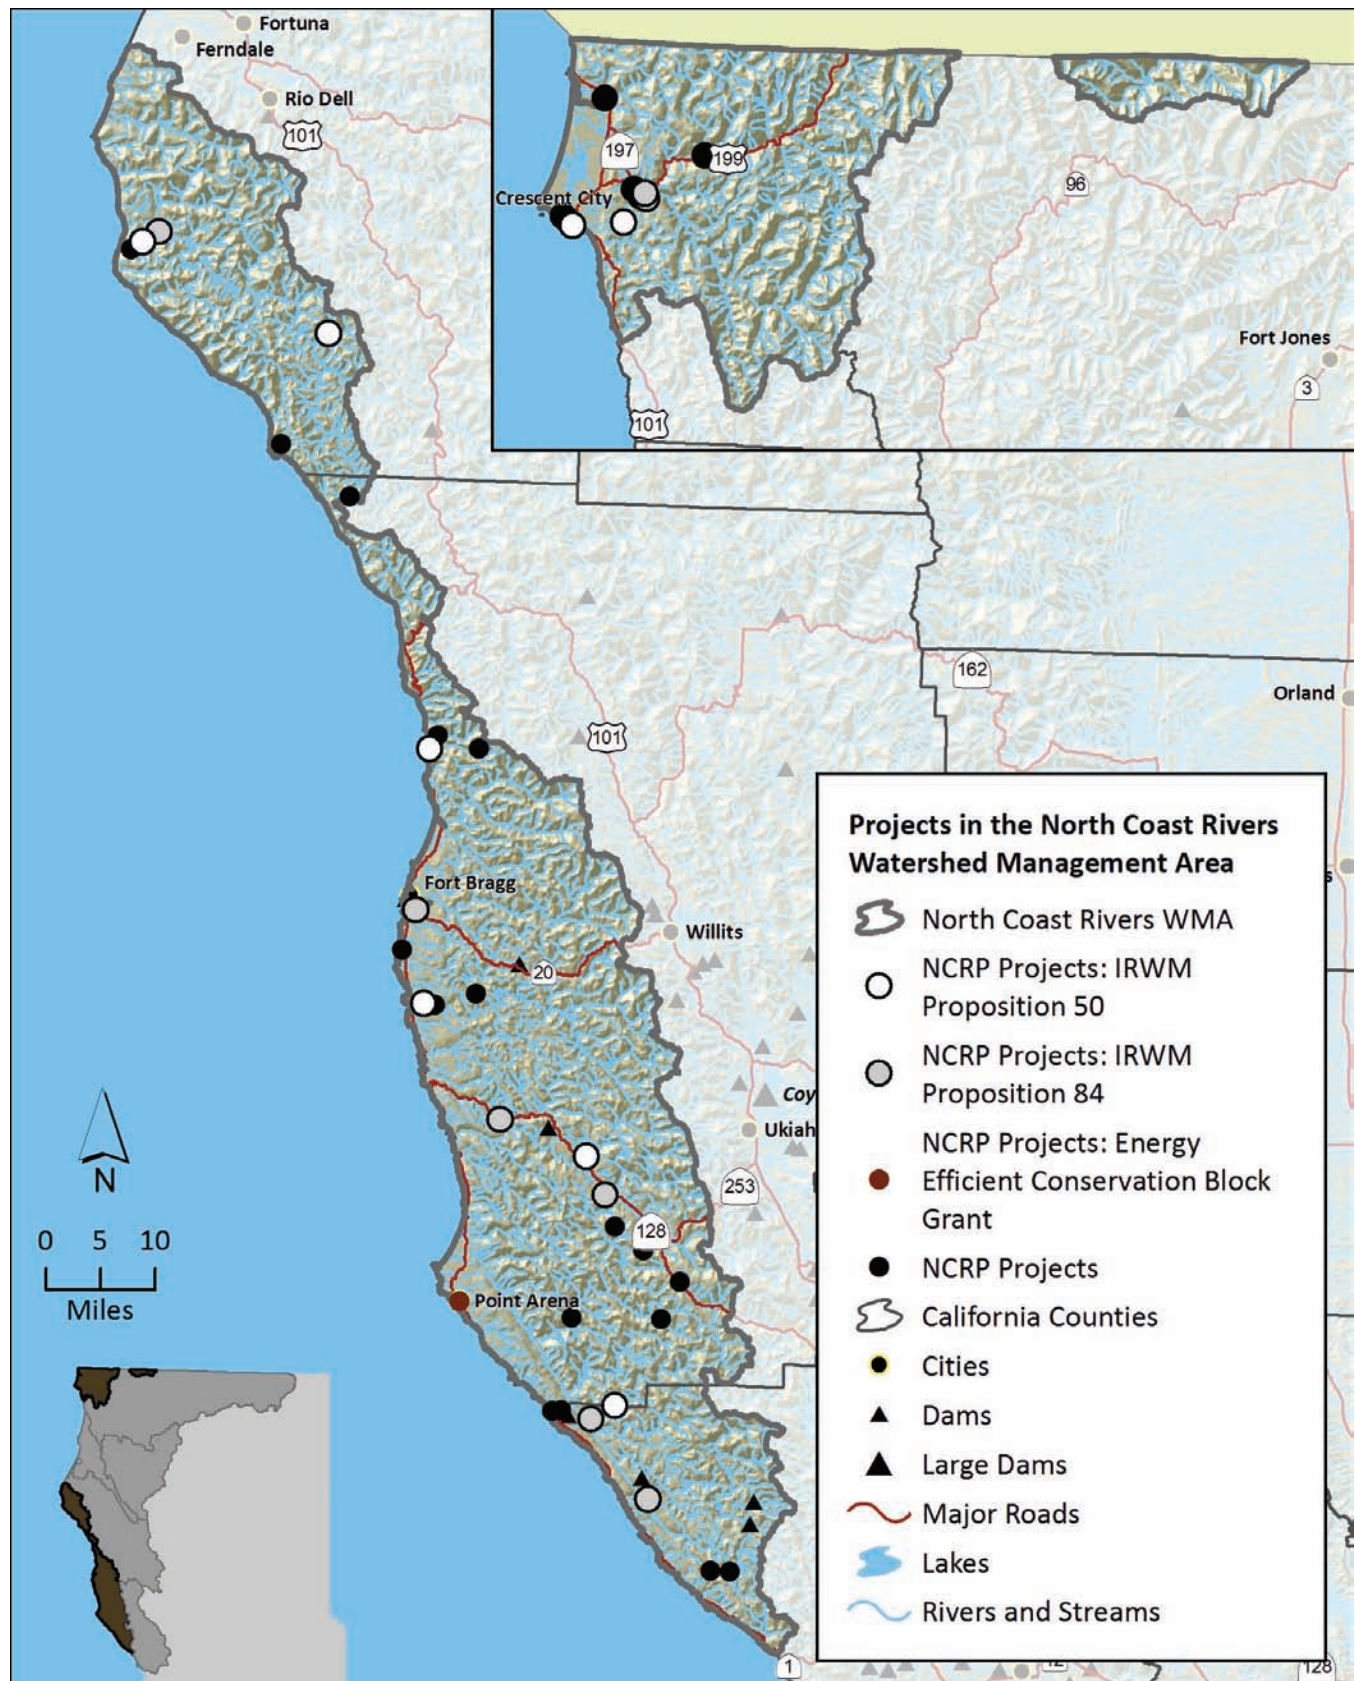 Fortuna
Ferndale
Rio Dell
101
197
199
Crescent City
96
Fort Jones
3
101
162
Orland
101
Fort Bragg
Willits
20
Coy
Ukiah
253
128
Point Arena
N
0 5 10
Miles
Projects in the North Coast Rivers
Watershed Management Area
North Coast Rivers WMA
NCRP Projects: IRWM
Proposition 50
NCRP Projects: IRWM
Proposition 84
NCRP Projects: Energy
Efficient Conservation Block
Grant
NCRP Projects
California Counties
Cities
Dams
Large Dams
Major Roads
Lakes
Rivers and Streams
s
1
12
128